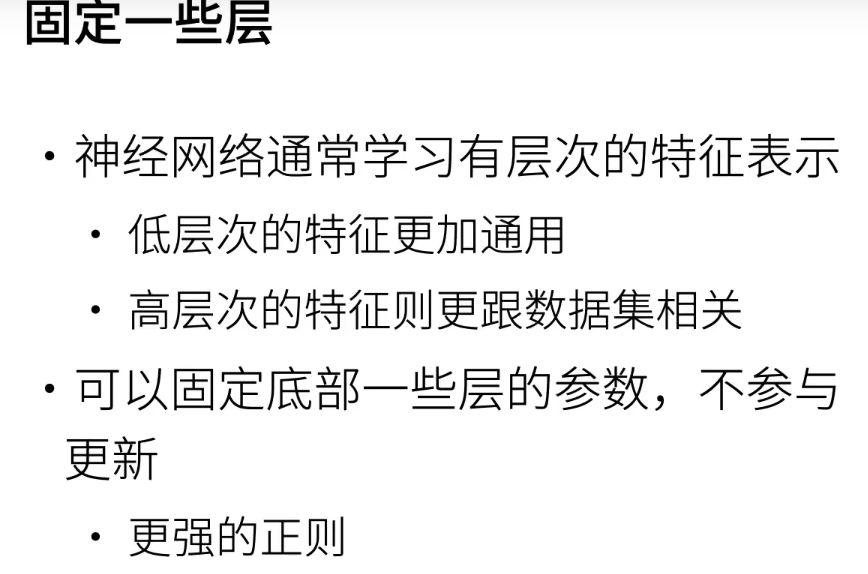 固定一些层
• 神经网络通常学习有层次的特征表示
• 低层次的特征更加通用
• 高层次的特征则更跟数据集相关
• 可以固定底部一些层的参数，不参与
更新
• 更强的正则